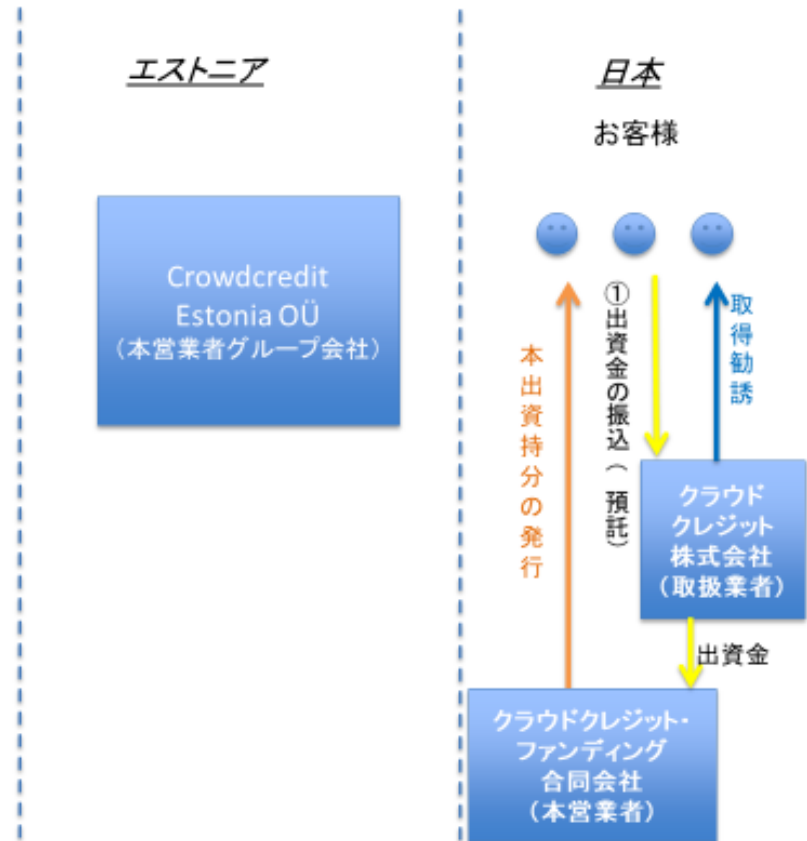 エストニア
日本
お客様
Crowdcredit
Estonia OÜ
（本営業者グループ会社）
本出資持分の発行
①出資金の振込（預託）
取得勧誘
クラウド
クレジット
株式会社
（取扱業者）
出資金
クラウドクレジット・
ファンディング
合同会社
（本営業者）